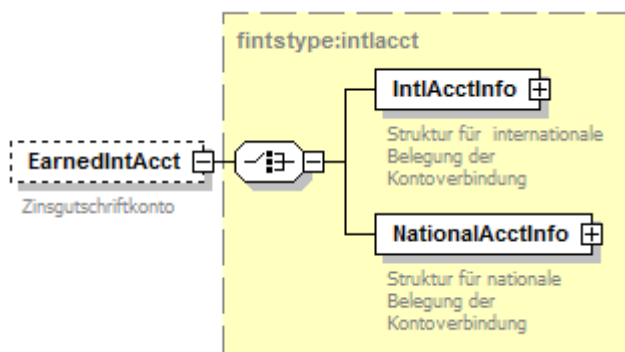 fintstype:intlacct
IntlAcctInfo
Struktur für internationale
Belegung der
Kontoverbindung
EarnedIntAcct
Zinsgutschriftkonto
NationalAcctInfo
Struktur für nationale
Belegung der
Kontoverbindung